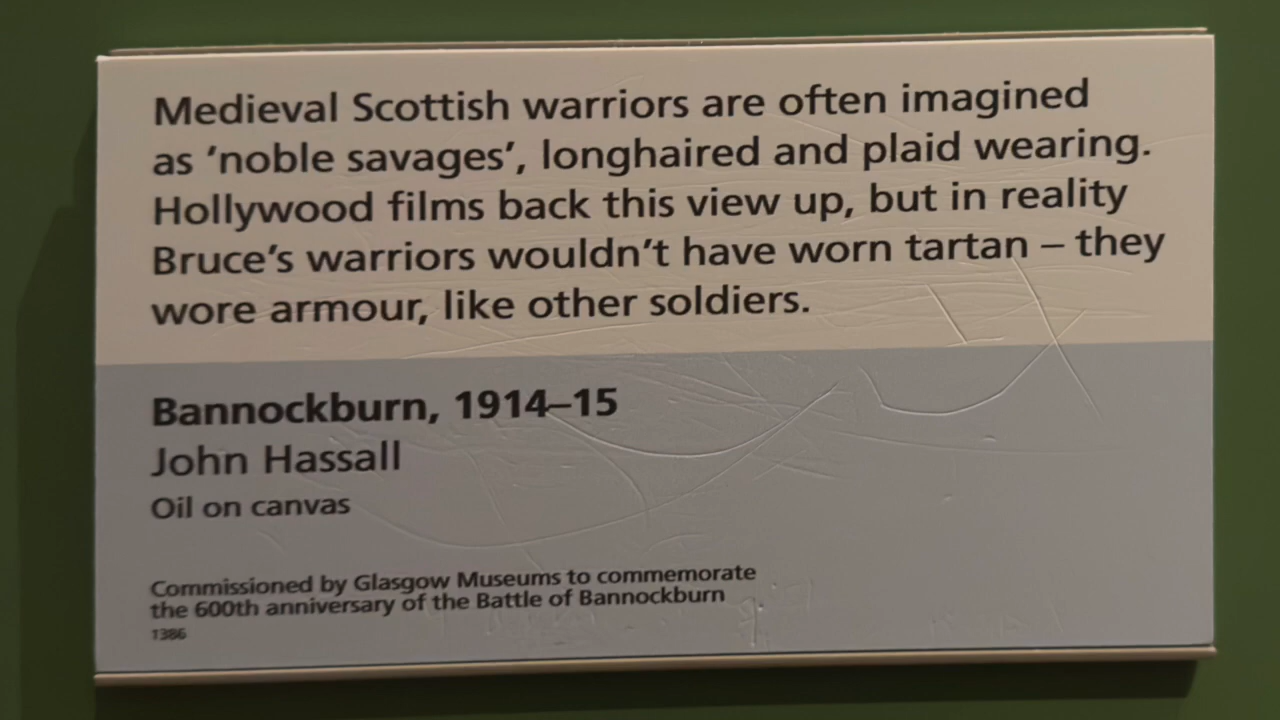 Medieval Scottish warriors are often imagined
as ‘noble savages’, longhaired and plaid wearing.
Hollywood films back this view up, but in reality
Bruce’s warriors wouldn’t have worn tartan – they
wore armour, like other soldiers.
Bannockburn, 1914–15
John Hassall
Oil on canvas
Commissioned by Glasgow Museums to commemorate
the 600th anniversary of the Battle of Bannockburn
1386